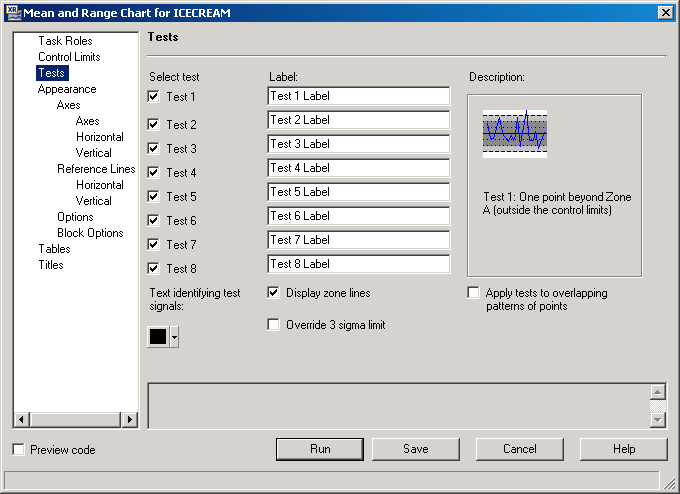 XR
Mean and Range Chart for ICECREAM
Task Roles
Control Limits
Tests
Appearance
Axes
Axes
Horizontal
Vertical
Reference Lines
Horizontal
Vertical
Options
Block Options
Tables
Titles
Tests
Select test
Label:
Description:
Test 1
Test 1 Label
Test 2
Test 2 Label
Test 3
Test 3 Label
Test 4
Test 4 Label
Test 5
Test 5 Label
Test 6
Test 6 Label
Test 7
Test 7 Label
Test 8
Test 8 Label
Test 1: One point beyond Zone
A (outside the control limits)
Text identifying test
signals:
Display zone lines
Override 3 sigma limit
Apply tests to overlapping
patterns of points
Preview code
Run
Save
Cancel
Help